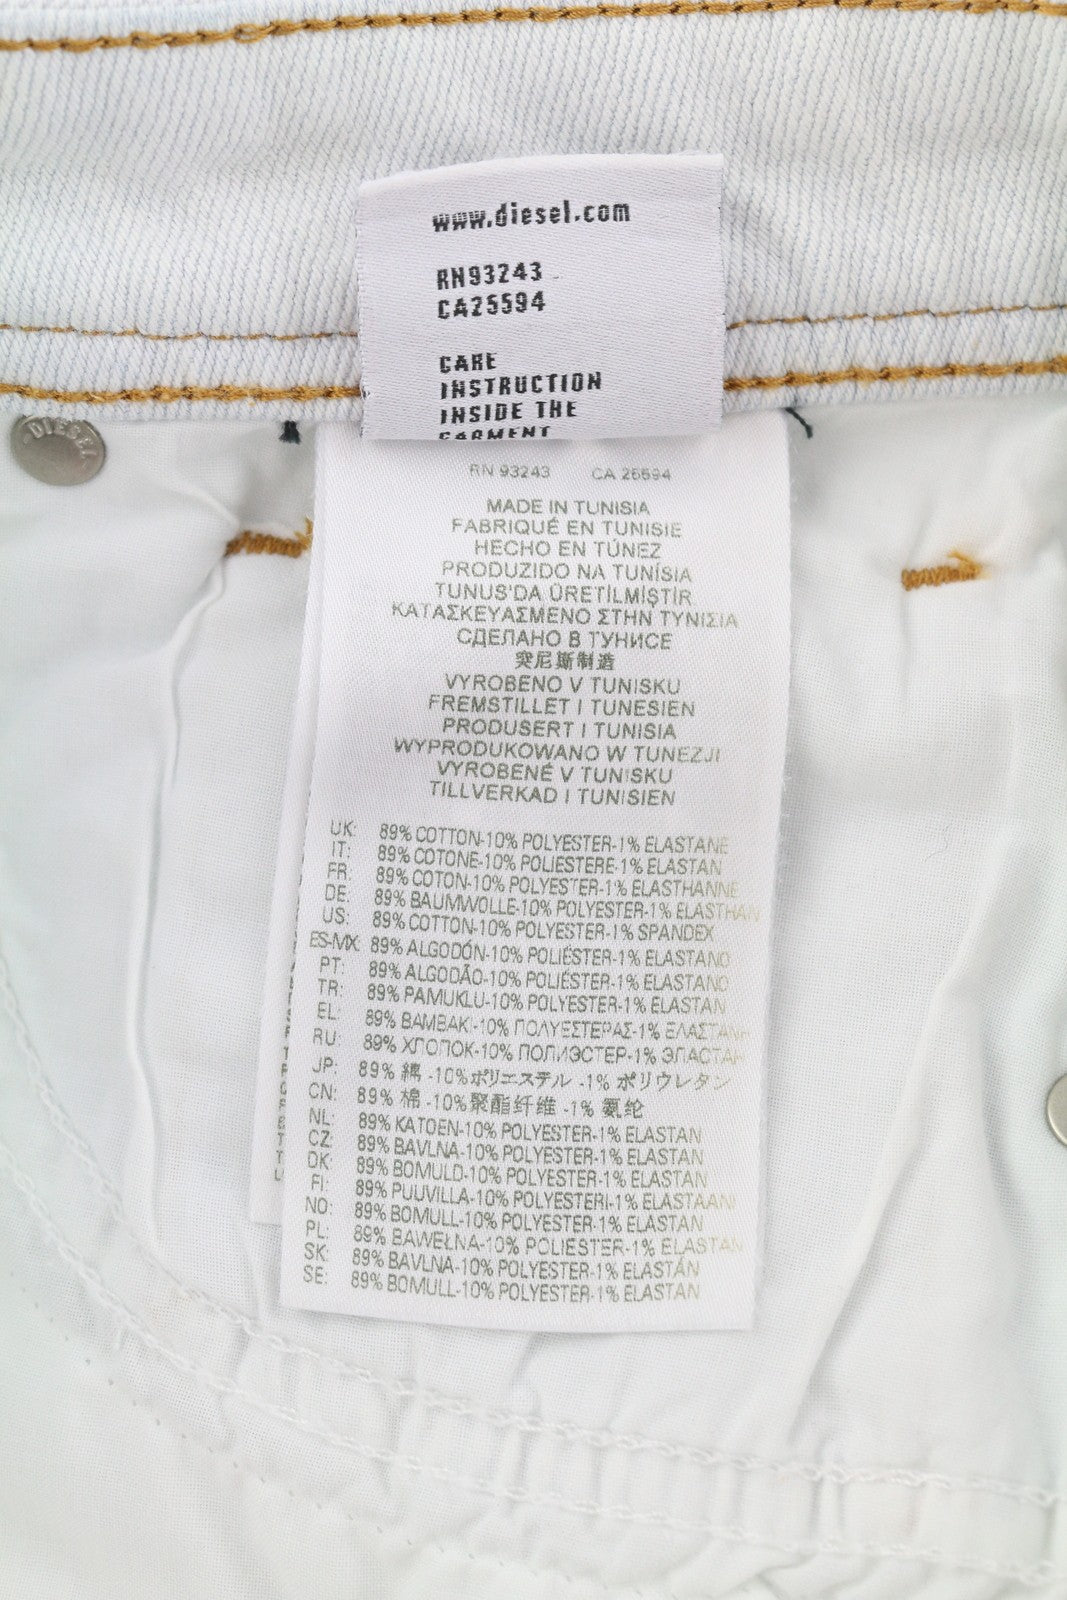 www.diesel.com
RN93243
CA25594
CARE
INSTRUCTION
INSIDE THE
GARMENT
DIESEL
RN 93243 CA 25594
MADE IN TUNISIA
FABRIQUÉ EN TUNISIE
HECHO EN TÚNEZ
PRODUZIDO NA TUNÍSIA
TUNUS'DA ÜRETİLMİŞTİR
ΚΑΤΑΣΚΕΥΑΣΜΕΝΟ ΣΤΗΝ ΤΥΝΙΣΙΑ
СДЕЛАНО В ТУНИСЕ
突尼斯制造
VYROBENO V TUNISKU
FREMSTILLET I TUNESIEN
PRODUSERT I TUNISIA
WYPRODUKOWANO W TUNEZJI
VYROBENÉ V TUNISKU
TILLVERKAD I TUNISIEN
UK: 89% COTTON-10% POLYESTER-1% ELASTANE
IT: 89% COTONE-10% POLIESTERE-1% ELASTAN
FR: 89% COTON-10% POLYESTER-1% ELASTHANNE
DE: 89% BAUMWOLLE-10% POLYESTER-1% ELASTHAN
US: 89% COTTON-10% POLYESTER-1% SPANDEX
ES-MX: 89% ALGODÓN-10% POLIÉSTER-1% ELASTANO
PT: 89% ALGODÃO-10% POLIÉSTER-1% ELASTANO
TR: 89% PAMUKLU-10% POLYESTER-1% ELASTAN
EL: 89% ΒΑΜΒΑΚΙ-10% ΠΟΛΥΕΣΤΕΡΑΣ-1% ΕΛΑΣΤΑΝΗ
RU: 89% ХЛОПОК-10% ПОЛИЭСТЕР-1% ЭЛАСТАН
JP: 89% 綿 -10%ポリエステル -1% ポリウレタン
CN: 89% 棉 -10%聚酯纤维 -1% 氨纶
NL: 89% KATOEN-10% POLYESTER-1% ELASTAN
CZ: 89% BAVLNA-10% POLYESTER-1% ELASTAN
DK: 89% BOMULD-10% POLYESTER-1% ELASTAN
FI: 89% PUUVILLA-10% POLYESTERI-1% ELASTAANI
NO: 89% BOMULL-10% POLYESTER-1% ELASTAN
PL: 89% BAWEŁNA-10% POLIESTER-1% ELASTAN
SK: 89% BAVLNA-10% POLYESTER-1% ELASTÁN
SE: 89% BOMULL-10% POLYESTER-1% ELASTAN